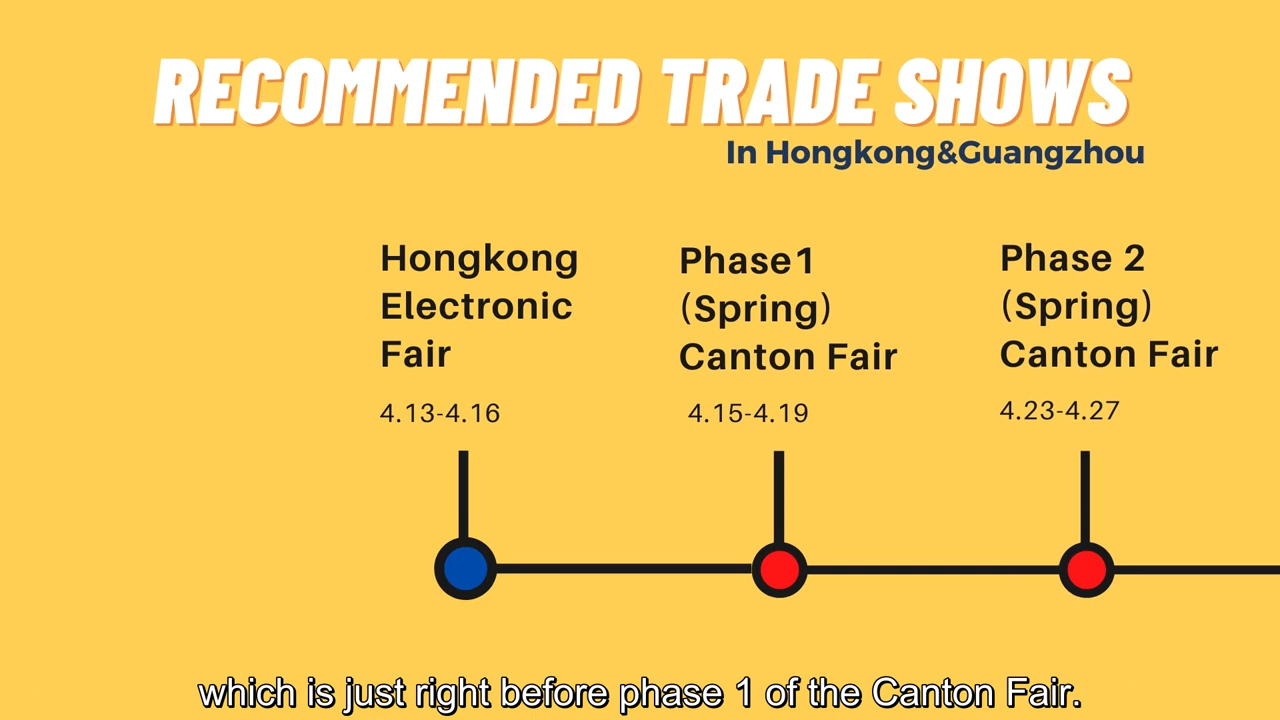 RECOMMENDED TRADE SHOWS
In Hongkong&Guangzhou
Hongkong
Electronic
Fair
4.13-4.16
Phase1
(Spring)
Canton Fair
4.15-4.19
Phase 2
(Spring)
Canton Fair
4.23-4.27
which is just right before phase 1 of the Canton Fair.